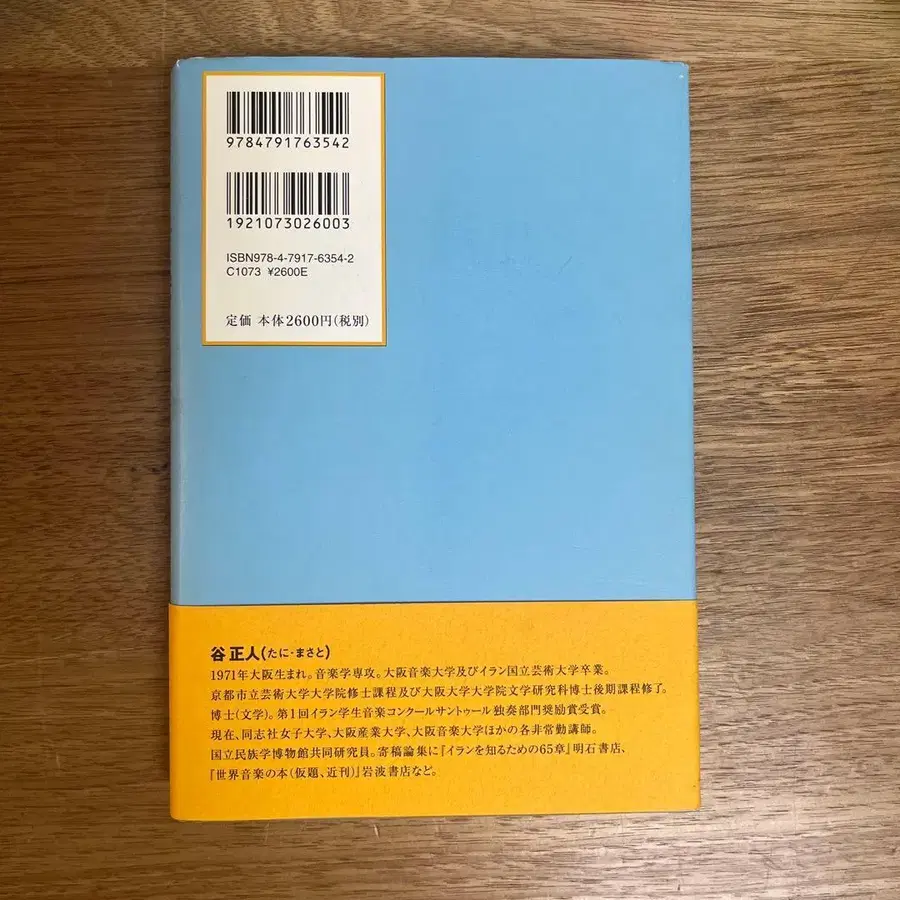 9784791763542
1921073026003
ISBN978-4-7917-6354-2
C1073 ¥2600E
定価 本体2600円(税別)
谷正人(たに・まさと)
1971年大阪生まれ。音楽学専攻。大阪音楽大学及びイラン国立芸術大学卒業。
京都市立芸術大学大学院修士課程及び大阪大学大学院文学研究科博士後期課程修了。
博士(文学)。第1回イラン学生音楽コンクールサントゥール独奏部門奨励賞受賞。
現在、同志社女子大学、大阪産業大学、大阪音楽大学ほかの各非常勤講師。
国立民族学博物館共同研究員。寄稿論集に『イランを知るための65章』明石書店、
『世界音楽の本(仮題、近刊)』岩波書店など。